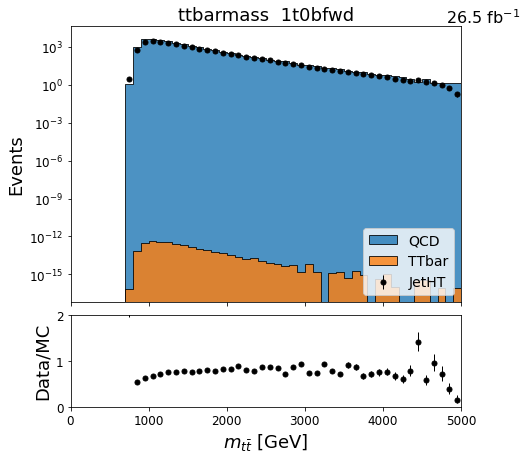 ttbarmass 1t0bfwd
26.5 fb⁻¹
10³
10⁰
10⁻³
10⁻⁶
10⁻⁹
10⁻¹²
10⁻¹⁵
Events
QCD
TTbar
JetHT
2
1
0
Data/MC
0 1000 2000 3000 4000 5000
m_{tt̄} [GeV]